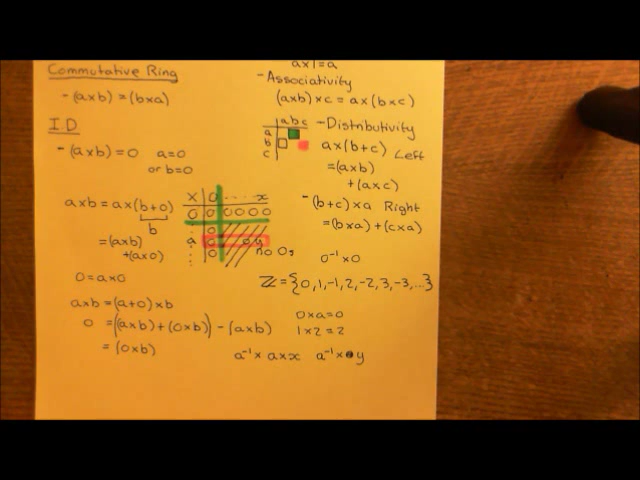 Commutative Ring
- (a×b) = (b×a)
I D
- (a×b) = 0 a=0
or b=0
a×b = a×(b+0)
b
= (a×b)
+(a×0)
0 = a×0
a×b = (a+0)×b
0 = ((a×b) + (0×b)) - (a×b)
= (0×b)
× 0 ... x
0 0 0 0 0 0
: 0
a 0 0 y
: 0
no 0s
a×1=a
- Associativity
(a×b)×c = a×(b×c)
a b c
a
b
c
- Distributivity
a×(b+c) Left
= (a×b)
+ (a×c)
- (b+c)×a Right
= (b×a) + (c×a)
0⁻¹×0
ℤ = {0, 1, -1, 2, -2, 3, -3, ...}
0×a=0
1×2=2
a⁻¹×a×x a⁻¹× y